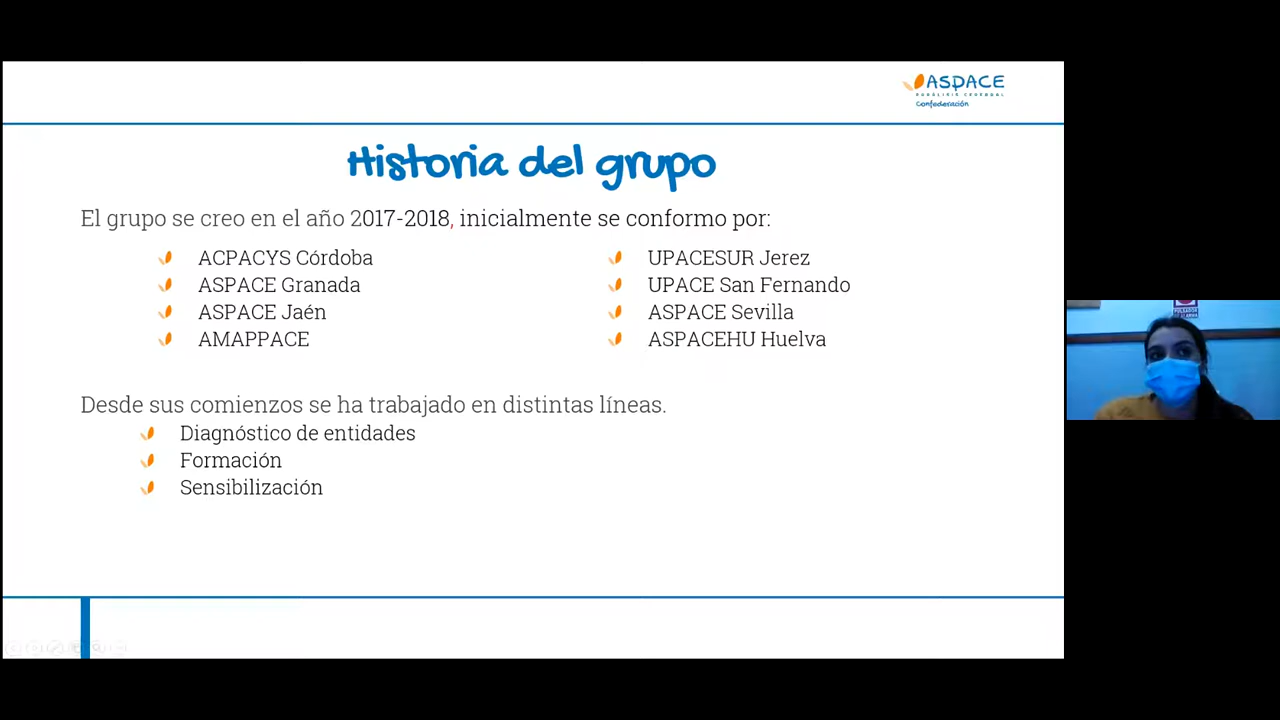 ASPACE
PARÁLISIS CEREBRAL
Confederación
Historia del grupo
El grupo se creo en el año 2017-2018, inicialmente se conformo por:
ACPACYS Córdoba
ASPACE Granada
ASPACE Jaén
AMAPPACE
UPACESUR Jerez
UPACE San Fernando
ASPACE Sevilla
ASPACEHU Huelva
Desde sus comienzos se ha trabajado en distintas líneas.
Diagnóstico de entidades
Formación
Sensibilización
PULSADOR